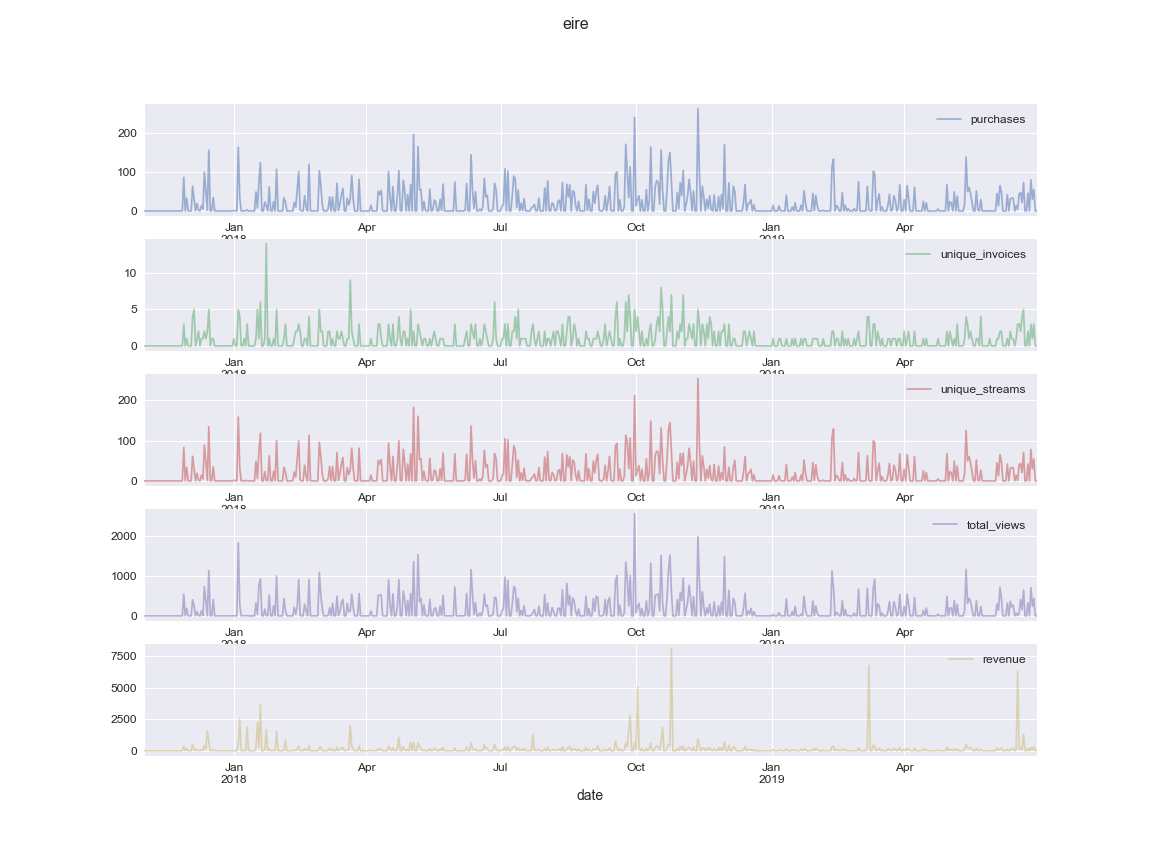 eire
purchases
200
100
0
Jan Apr Jul Oct Jan Apr
2018 2019
unique_invoices
10
5
0
Jan Apr Jul Oct Jan Apr
2018 2019
unique_streams
200
100
0
Jan Apr Jul Oct Jan Apr
2018 2019
total_views
2000
1000
0
Jan Apr Jul Oct Jan Apr
2018 2019
revenue
7500
5000
2500
0
Jan Apr Jul Oct Jan Apr
2018 2019
date